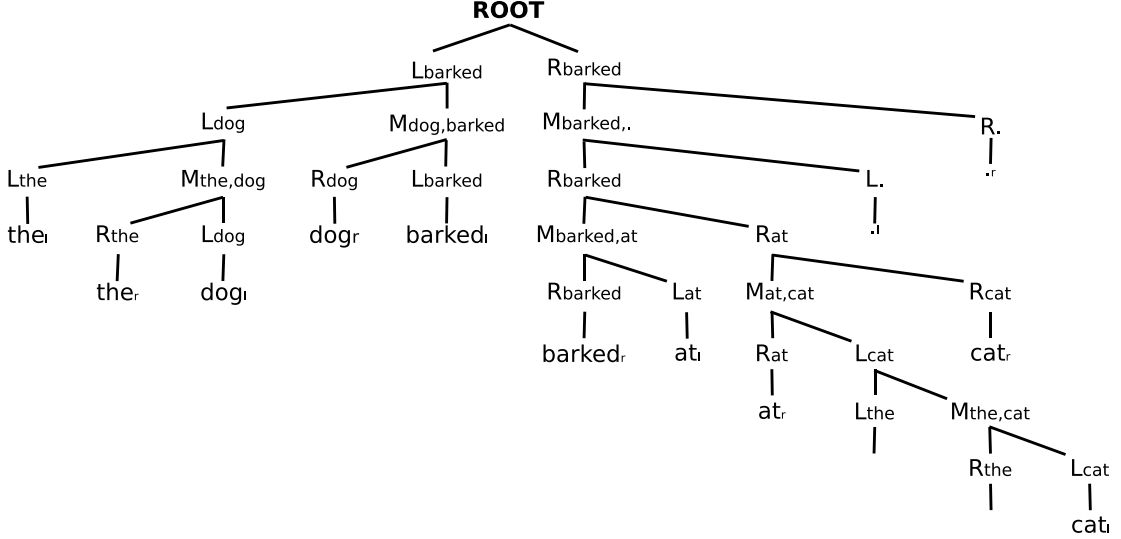 ROOT
Lbarked Rbarked
Ldog Mdog,barked Mbarked,. R.
Lthe Mthe,dog Rdog Lbarked Rbarked L. .r
thel Rthe Ldog dogr barkedl Mbarked,at Rat .l
ther dogl Rbarked Lat Mat,cat Rcat
barkedr atl Rat Lcat catr
atr Lthe Mthe,cat
Rthe Lcat
catl